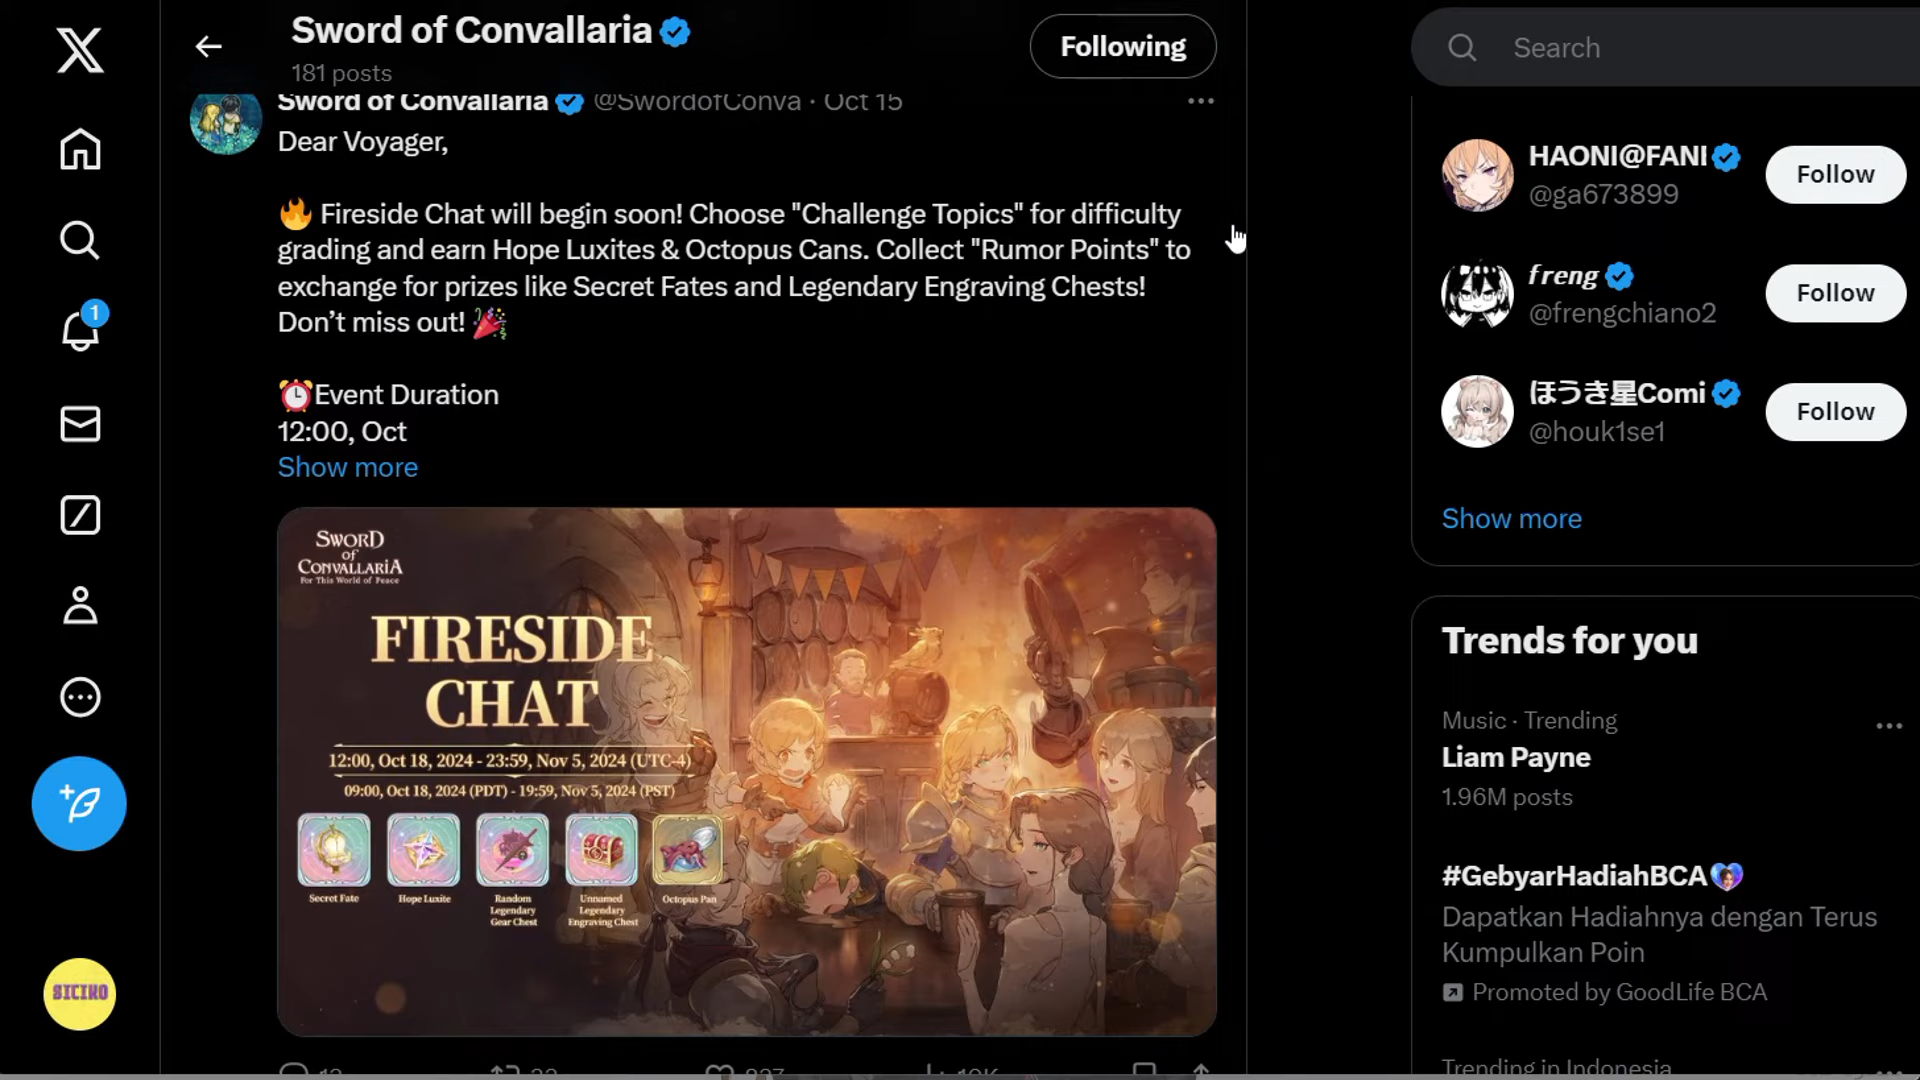 Sword of Convallaria
181 posts
Following
Search
Sword of Convallaria @SwordofConva · Oct 15
Dear Voyager,
🔥 Fireside Chat will begin soon! Choose "Challenge Topics" for difficulty
grading and earn Hope Luxites & Octopus Cans. Collect "Rumor Points" to
exchange for prizes like Secret Fates and Legendary Engraving Chests!
Don’t miss out! 🎉
⏰Event Duration
12:00, Oct
Show more
SWORD
of
CONVALLARIA
For This World of Peace
FIRESIDE
CHAT
12:00, Oct 18, 2024 - 23:59, Nov 5, 2024 (UTC-4)
09:00, Oct 18, 2024 (PDT) - 19:59, Nov 5, 2024 (PST)
Secret Fate
Hope Luxite
Random
Legendary
Gear Chest
Unnamed
Legendary
Engraving Chest
Octopus Pan
1
SICIKO
HAONI@FANI
@ga673899
Follow
freng
@frengchiano2
Follow
ほうき星Comi
@houk1se1
Follow
Show more
Trends for you
Music · Trending
Liam Payne
1.96M posts
#GebyarHadiahBCA
Dapatkan Hadiahnya dengan Terus
Kumpulkan Poin
Promoted by GoodLife BCA
Trending in Indonesia